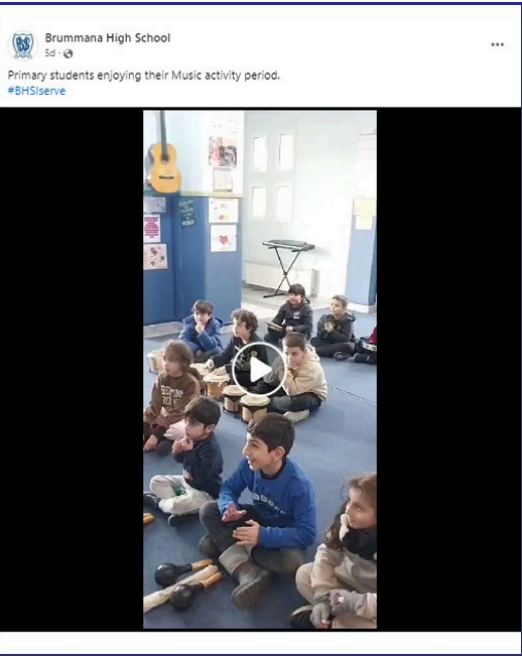 Brummana High School
5d
Primary students enjoying their Music activity period.
#BHSIserve